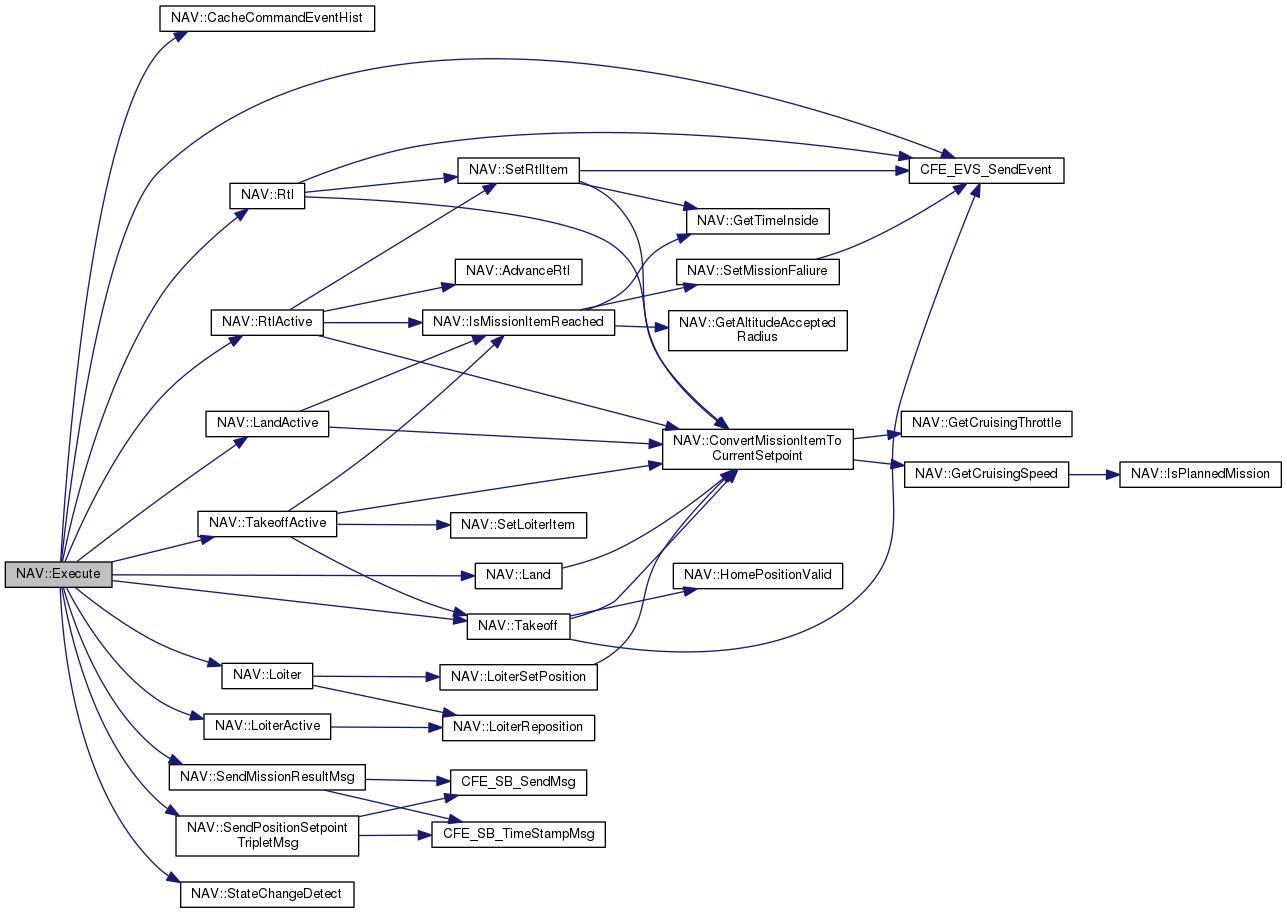 NAV::CacheCommandEventHist
CFE_EVS_SendEvent
NAV::SetRtlItem
NAV::Rtl
NAV::GetTimeInside
NAV::AdvanceRtl
NAV::SetMissionFaliure
NAV::RtlActive
NAV::IsMissionItemReached
NAV::GetAltitudeAccepted
Radius
NAV::LandActive
NAV::GetCruisingThrottle
NAV::ConvertMissionItemTo
CurrentSetpoint
NAV::GetCruisingSpeed
NAV::IsPlannedMission
NAV::TakeoffActive
NAV::SetLoiterItem
NAV::Execute
NAV::Land
NAV::HomePositionValid
NAV::Takeoff
NAV::Loiter
NAV::LoiterSetPosition
NAV::LoiterActive
NAV::LoiterReposition
NAV::SendMissionResultMsg
CFE_SB_SendMsg
NAV::SendPositionSetpoint
TripletMsg
CFE_SB_TimeStampMsg
NAV::StateChangeDetect